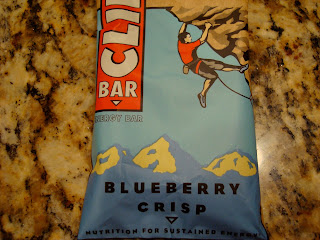 CLIF
BAR
ENERGY BAR
BLUEBERRY
CRISP
NUTRITION FOR SUSTAINED ENERGY